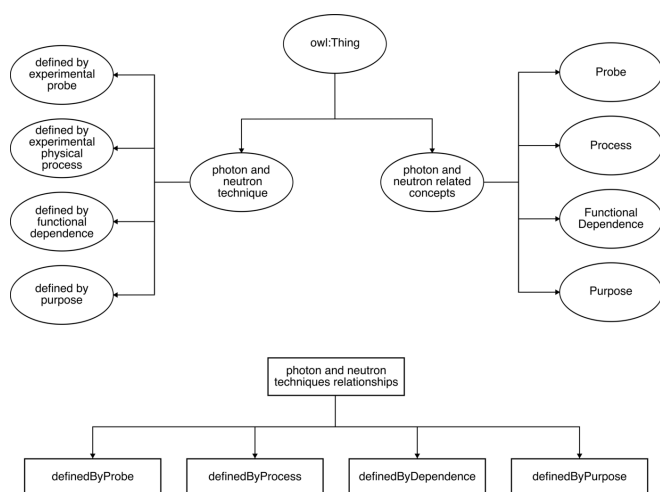 owl:Thing
defined by
experimental
probe
defined by
experimental
physical
process
defined by
functional
dependence
defined by
purpose
photon and
neutron
technique
photon and
neutron related
concepts
Probe
Process
Functional
Dependence
Purpose
photon and neutron
techniques relationships
definedByProbe
definedByProcess
definedByDependence
definedByPurpose